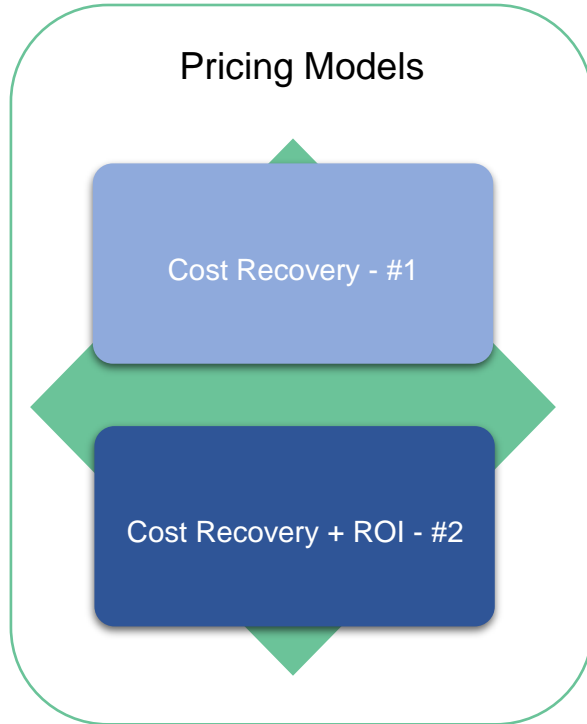 Pricing Models
Cost Recovery - #1
Cost Recovery + ROI - #2